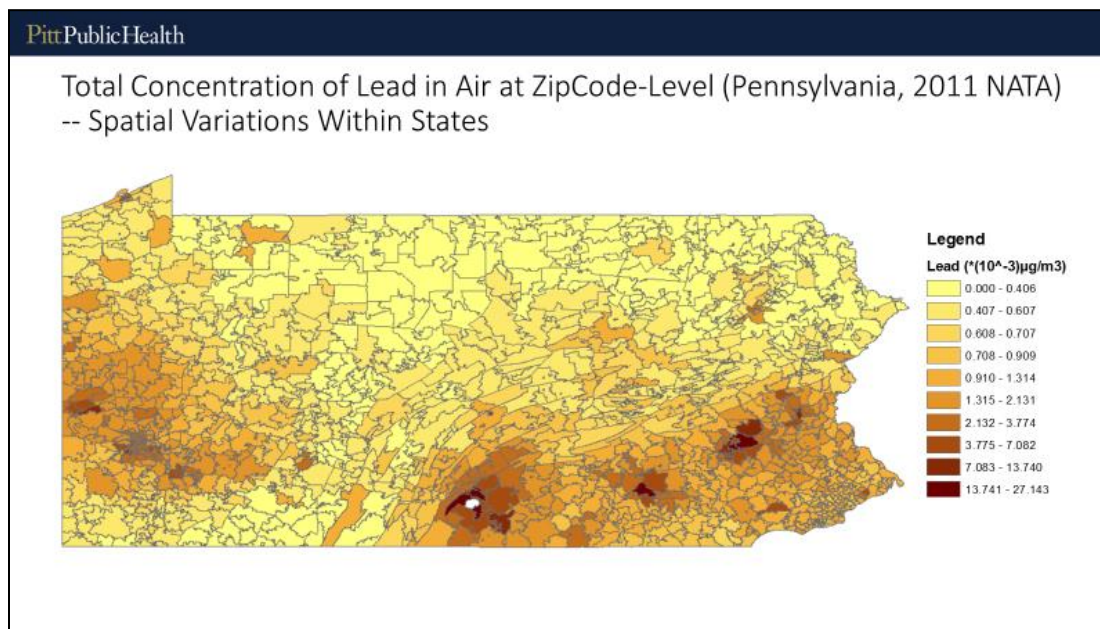 PittPublicHealth
Total Concentration of Lead in Air at ZipCode-Level (Pennsylvania, 2011 NATA)
-- Spatial Variations Within States
Legend
Lead (*(10^-3)µg/m3)
0.000 - 0.406
0.407 - 0.607
0.608 - 0.707
0.708 - 0.909
0.910 - 1.314
1.315 - 2.131
2.132 - 3.774
3.775 - 7.082
7.083 - 13.740
13.741 - 27.143